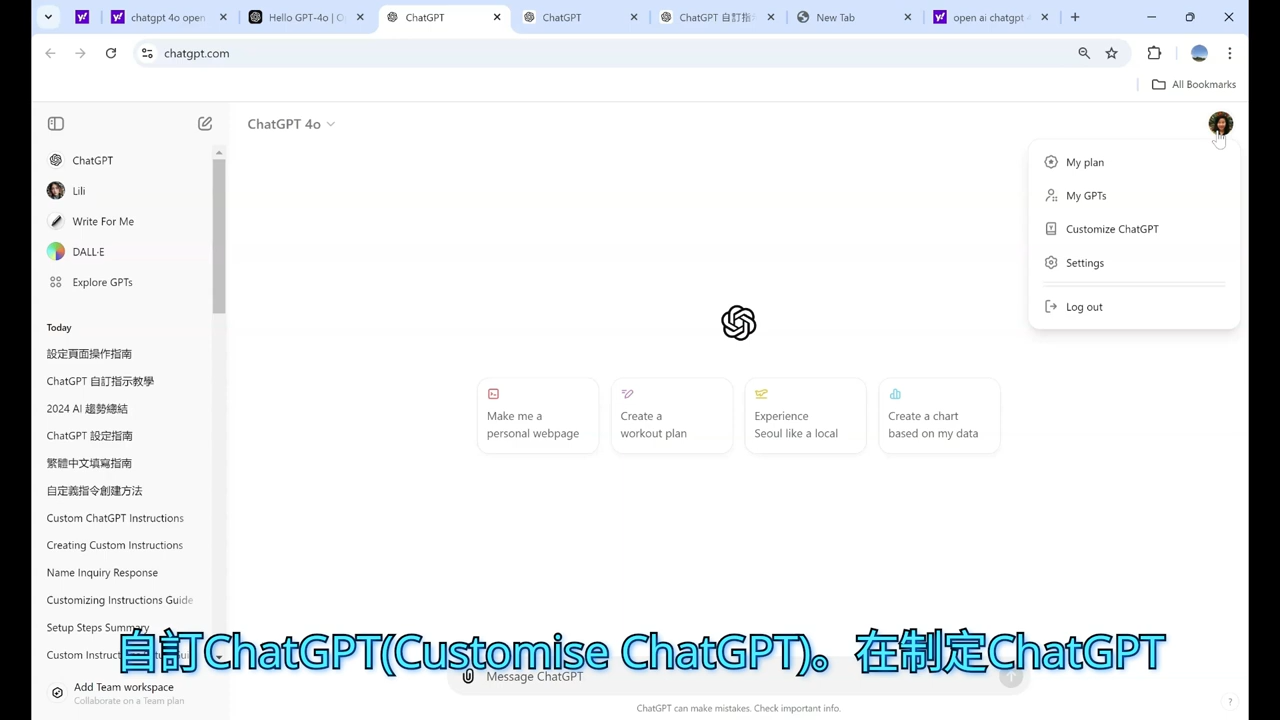 chatgpt 4o open
Hello GPT-4o | O
ChatGPT
ChatGPT
ChatGPT 自訂指
New Tab
open ai chatgpt
chatgpt.com
All Bookmarks
ChatGPT 4o
ChatGPT
Lili
Write For Me
DALL·E
Explore GPTs
Today
設定頁面操作指南
ChatGPT 自訂指示教學
2024 AI 趨勢總結
ChatGPT 設定指南
繁體中文填寫指南
自定義指令創建方法
Custom ChatGPT Instructions
Creating Custom Instructions
Name Inquiry Response
Customizing Instructions Guide
Setup Steps Summary
Custom Instruct
Add Team workspace
Collaborate on a Team plan
My plan
My GPTs
Customize ChatGPT
Settings
Log out
Make me a
personal webpage
Create a
workout plan
Experience
Seoul like a local
Create a chart
based on my data
自訂ChatGPT(Customise ChatGPT)。在制定ChatGPT
Message ChatGPT
ChatGPT can make mistakes. Check important info.
?